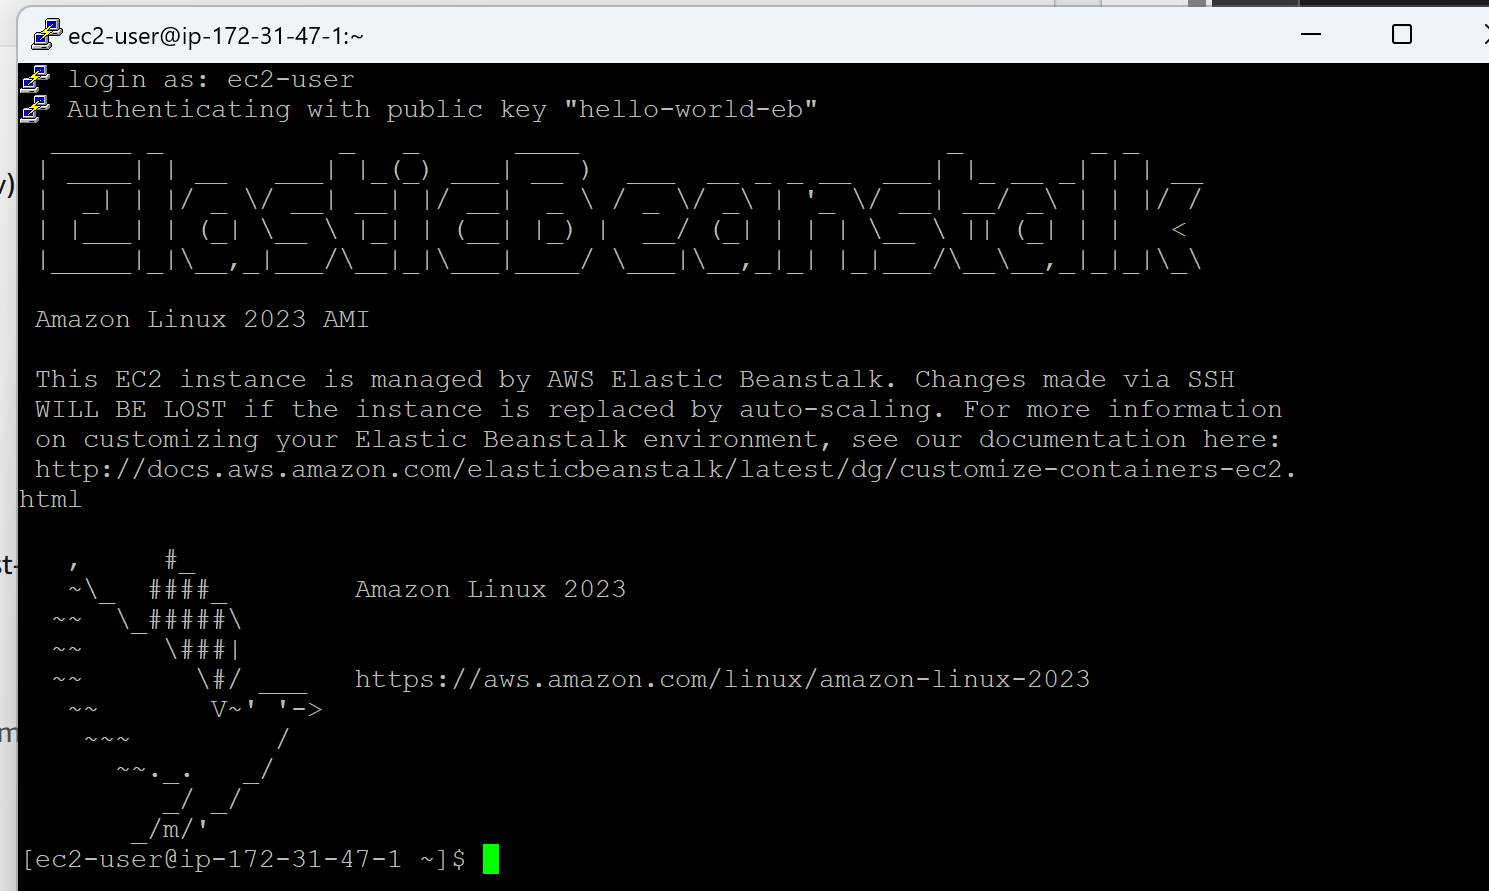 ec2-user@ip-172-31-47-1:~
login as: ec2-user
Authenticating with public key "hello-world-eb"
ElasticBeanstalk
Amazon Linux 2023 AMI
This EC2 instance is managed by AWS Elastic Beanstalk. Changes made via SSH
WILL BE LOST if the instance is replaced by auto-scaling. For more information
on customizing your Elastic Beanstalk environment, see our documentation here:
http://docs.aws.amazon.com/elasticbeanstalk/latest/dg/customize-containers-ec2.
html
Amazon Linux 2023
https://aws.amazon.com/linux/amazon-linux-2023
[ec2-user@ip-172-31-47-1 ~]$